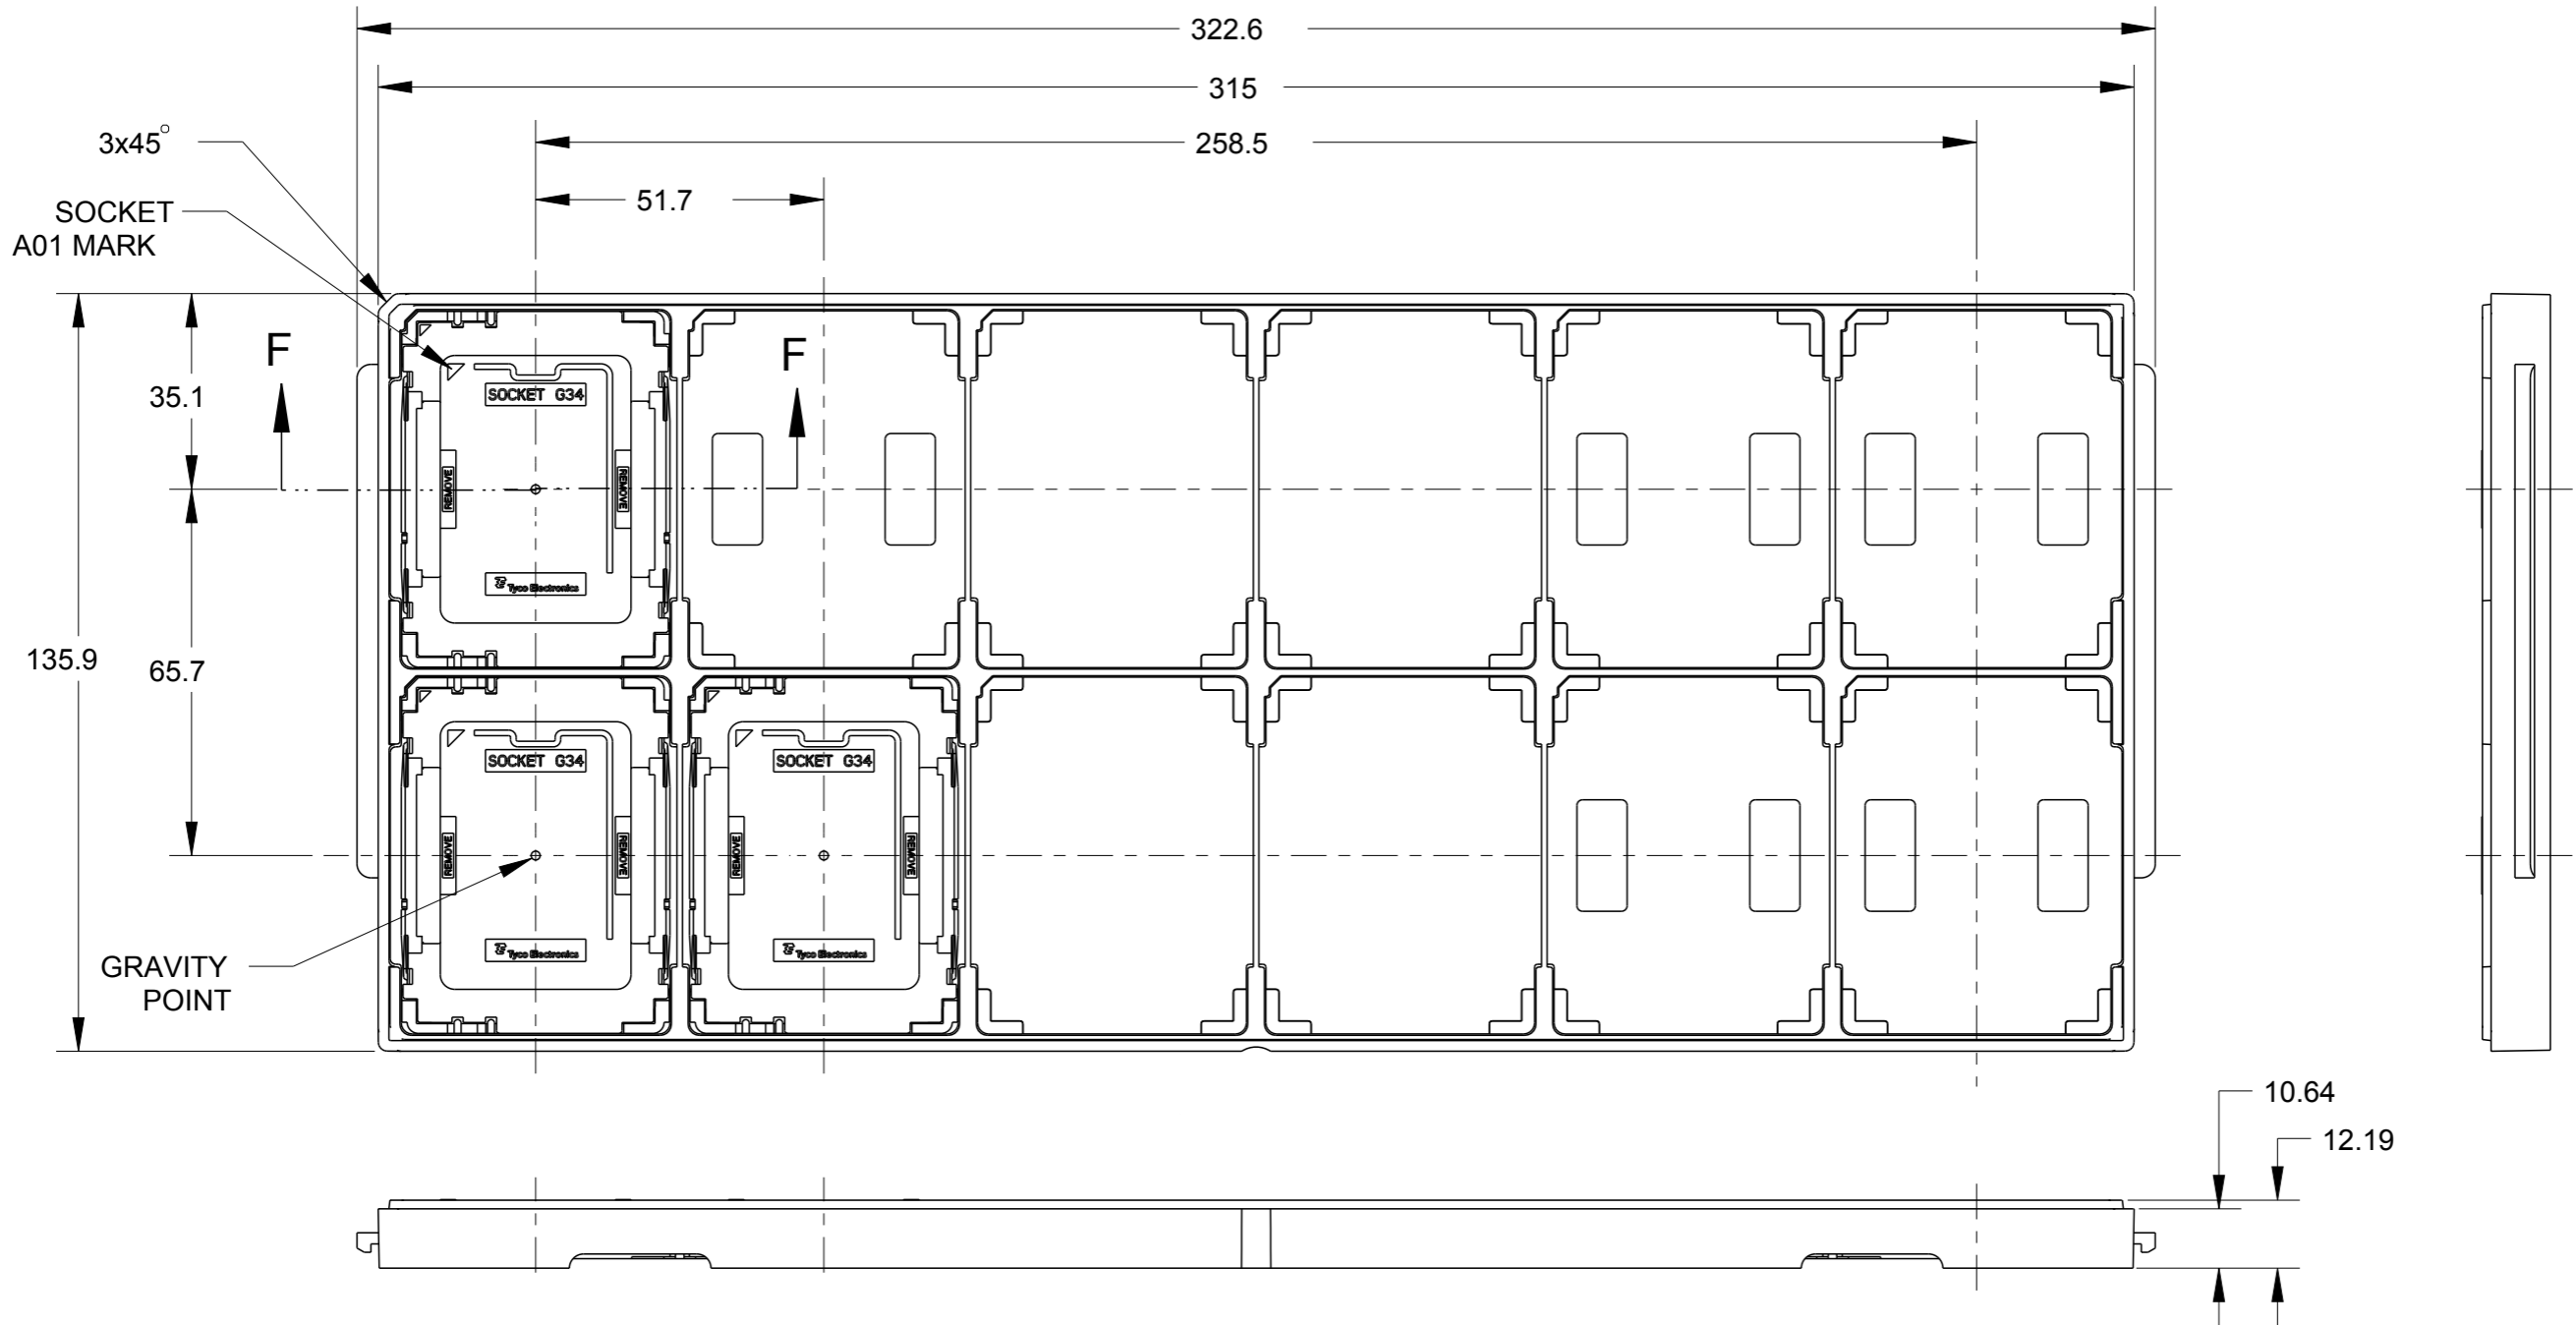 322.6
315
258.5
51.7
3x45°
SOCKET
A01 MARK
F
F
35.1
135.9
65.7
SOCKET G34
REMOVE
REMOVE
Tyco Electronics
SOCKET G34
REMOVE
REMOVE
Tyco Electronics
SOCKET G34
REMOVE
REMOVE
Tyco Electronics
GRAVITY
POINT
10.64
12.19